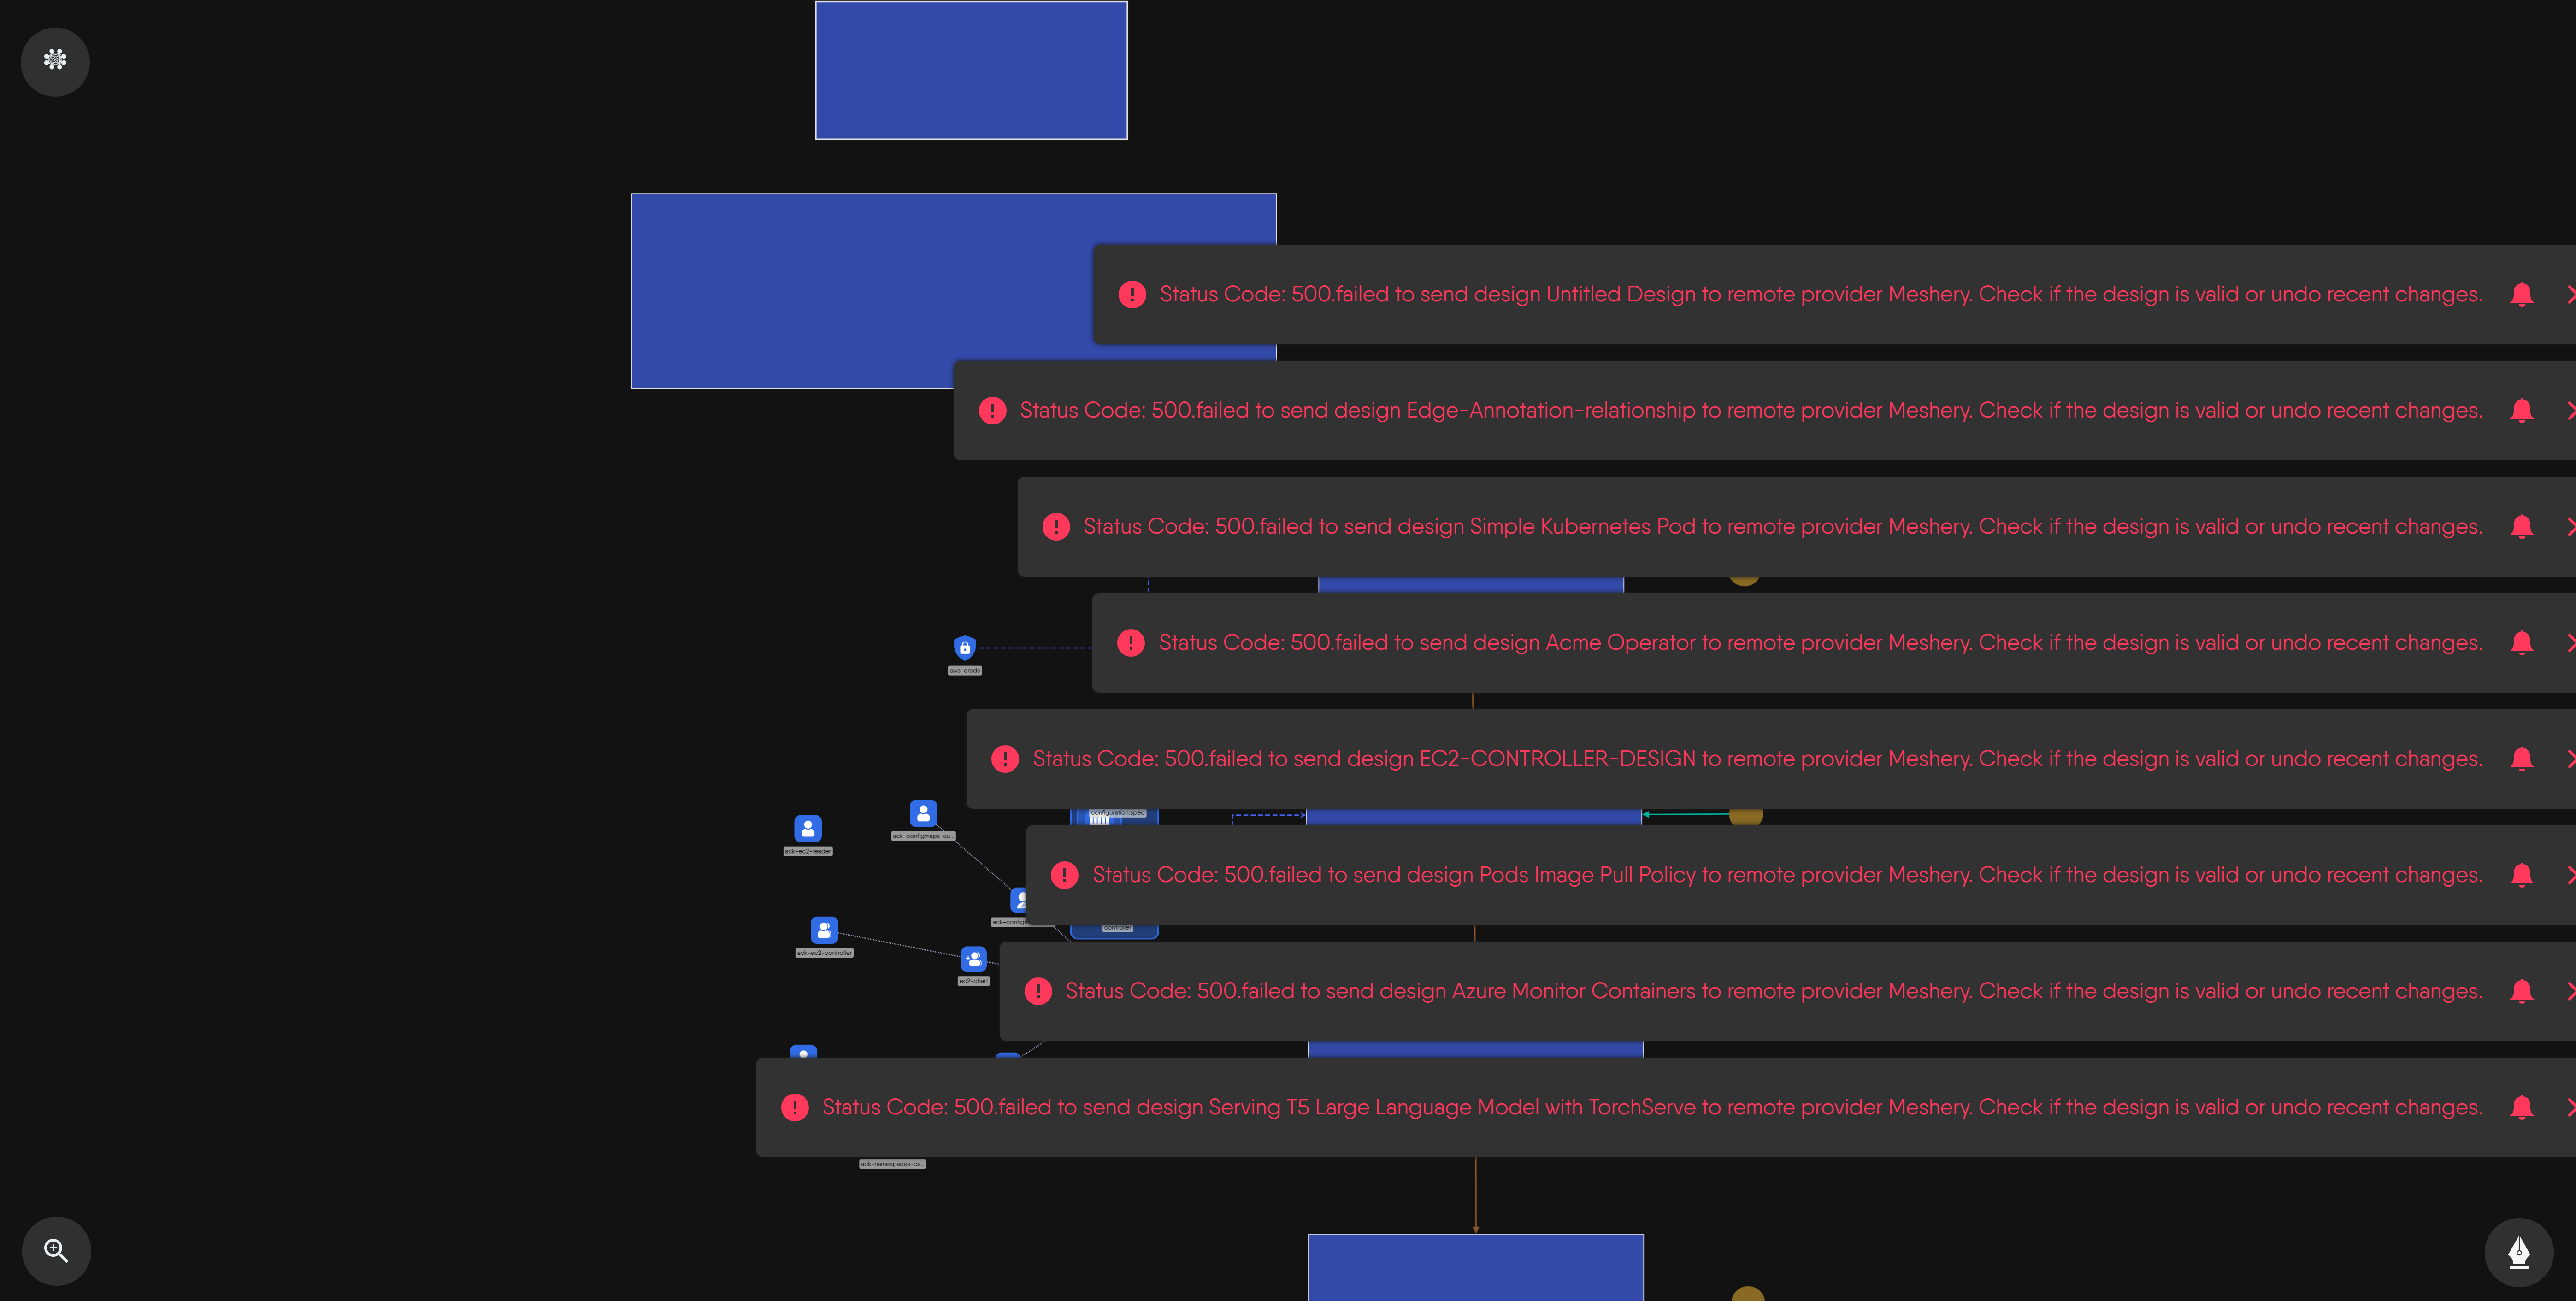 Status Code: 500.failed to send design Untitled Design to remote provider Meshery. Check if the design is valid or undo recent changes.
Status Code: 500.failed to send design Edge-Annotation-relationship to remote provider Meshery. Check if the design is valid or undo recent changes.
Status Code: 500.failed to send design Simple Kubernetes Pod to remote provider Meshery. Check if the design is valid or undo recent changes.
Status Code: 500.failed to send design Acme Operator to remote provider Meshery. Check if the design is valid or undo recent changes.
aws-creds
Status Code: 500.failed to send design EC2-CONTROLLER-DESIGN to remote provider Meshery. Check if the design is valid or undo recent changes.
configuration.spec
ack-configmaps-ca...
ack-ec2-reader
Status Code: 500.failed to send design Pods Image Pull Policy to remote provider Meshery. Check if the design is valid or undo recent changes.
controller
ack-ec2-controller
ec2-chart
Status Code: 500.failed to send design Azure Monitor Containers to remote provider Meshery. Check if the design is valid or undo recent changes.
Status Code: 500.failed to send design Serving T5 Large Language Model with TorchServe to remote provider Meshery. Check if the design is valid or undo recent changes.
ack-namespaces-ca...